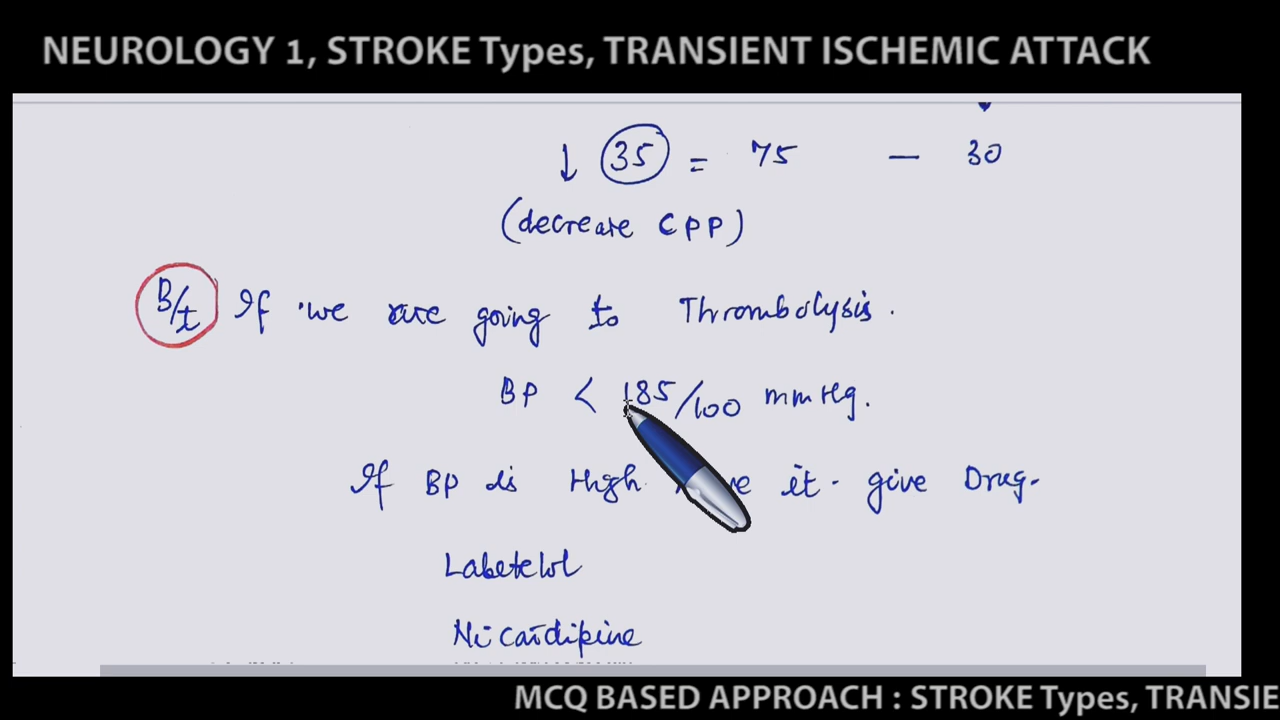 NEUROLOGY 1, STROKE Types, TRANSIENT ISCHEMIC ATTACK
↓ 35 = 75 — 30
(decrease CPP)
B/t If we are going to Thrombolysis.
BP < 185/100 mmHg.
If BP is High it. give Drug.
Labetelol
Nicardipine
MCQ BASED APPROACH : STROKE Types, TRANSIE